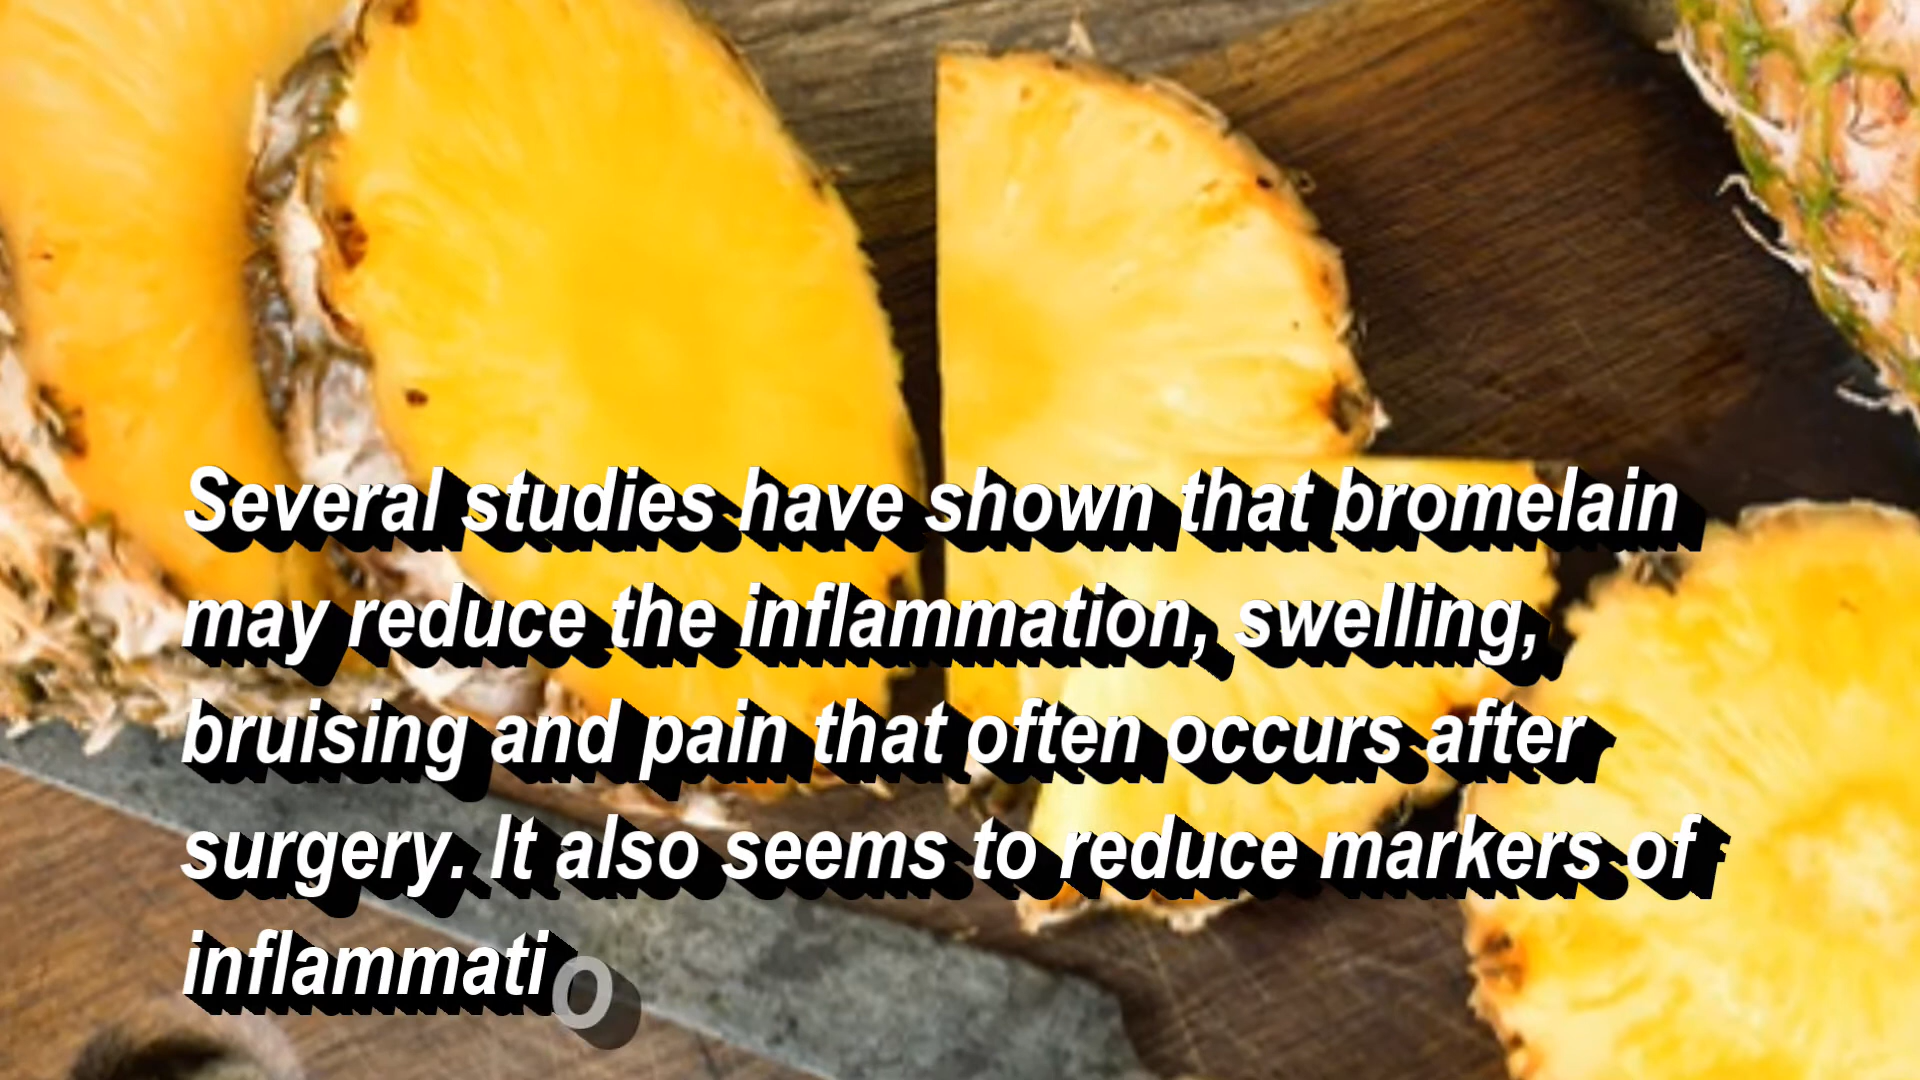 Several studies have shown that bromelain
may reduce the inflammation, swelling,
bruising and pain that often occurs after
surgery. It also seems to reduce markers of
inflammatio